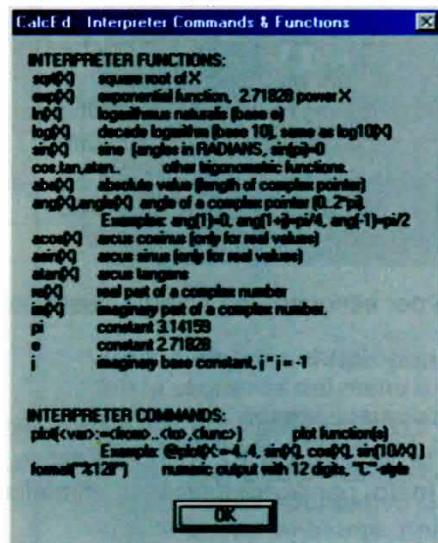 CalcEd Interpreter Commands & Functions
INTERPRETER FUNCTIONS:
sqrt(X) square root of X
exp(X) exponential function, 2.71828 power X
ln(X) logarithmus naturalis (base e)
log(X) decade logarithm (base 10), same as log10(X)
sin(X) sine (angles in RADIANS, sin(pi)=0
cos,tan,atan.. other trigonometric functions.
abs(X) absolute value (length of complex pointer)
ang(X),angle(X) angle of a complex pointer (0..2*pi).
Examples: ang(1)=0, ang(1+j)=pi/4, ang(-1)=pi/2
acos(X) arcus cosinus (only for real values)
asin(X) arcus sinus (only for real values)
atan(X) arcus tangens
re(X) real part of a complex number
im(X) imaginary part of a complex number.
pi constant 3.14159
e constant 2.71828
j imaginary base constant, j * j = -1
INTERPRETER COMMANDS:
plot(<var>:=<from>..<to>,<func>) plot function(s)
Example: @plot(X:=-4..4, sin(X), cos(X), sin(10*X))
format("%12f") numeric output with 12 digits, "C"-style
OK